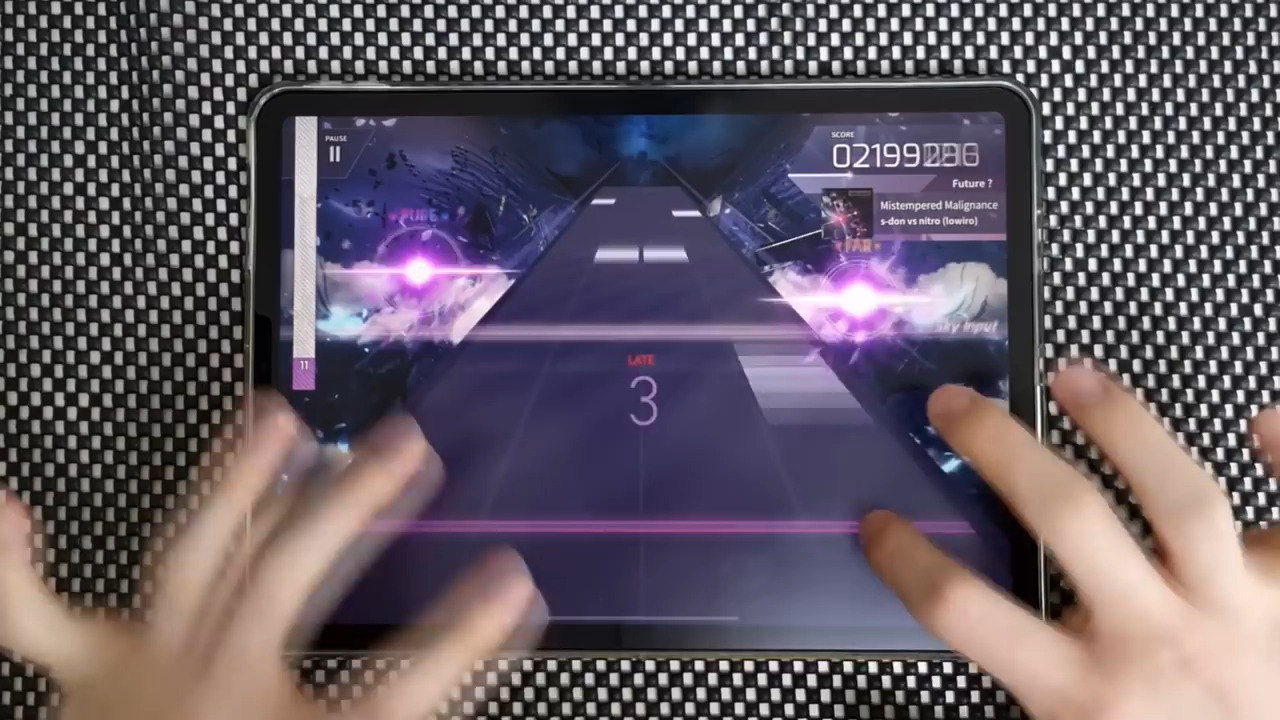 PAUSE
SCORE
Future ?
Mistempered Malignance
s-don vs nitro (lowiro)
PURE
FAR
Sky Input
11
LATE
3